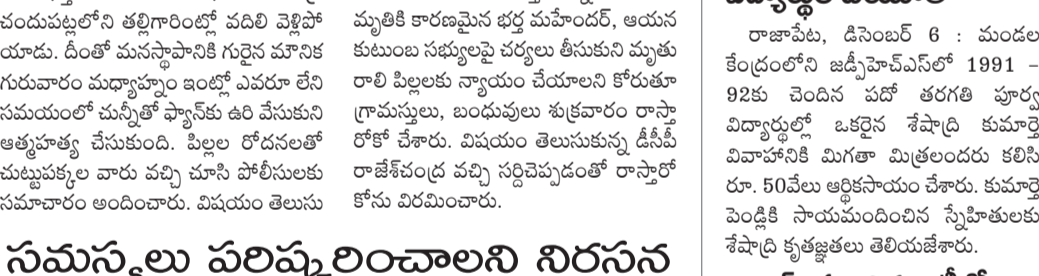 చందుపట్లలోని తల్లిగారింట్లో వదిలి వెళ్లిపో
యాడు. దీంతో మనస్థాపానికి గురైన మౌనిక
గురువారం మధ్యాహ్నం ఇంట్లో ఎవరూ లేని
సమయంలో చున్నీతో ఫ్యాన్‌కు ఉరి వేసుకుని
ఆత్మహత్య చేసుకుంది. పిల్లల రోదనలతో
చుట్టుపక్కల వారు వచ్చి చూసి పోలీసులకు
సమాచారం అందించారు. విషయం తెలుసు
మృతికి కారణమైన భర్త మహేందర్, ఆయన
కుటుంబ సభ్యులపై చర్యలు తీసుకుని మృతు
రాలి పిల్లలకు న్యాయం చేయాలని కోరుతూ
గ్రామస్తులు, బంధువులు శుక్రవారం రాస్తా
రోకో చేశారు. విషయం తెలుసుకున్న డీసీపీ
రాజేశ్‌చంద్ర వచ్చి సర్దిచెప్పడంతో రాస్తారో
కోను విరమించారు.
సమస్యలు పరిష్కరించాలని నిరసన
రాజాపేట, డిసెంబర్ 6 : మండల
కేంద్రంలోని జడ్పీహెచ్ఎస్‌లో 1991 –
92కు చెందిన పదో తరగతి పూర్వ
విద్యార్థుల్లో ఒకరైన శేషాద్రి కుమార్తె
వివాహానికి మిగతా మిత్రలందరు కలిసి
రూ. 50వేలు ఆర్థికసాయం చేశారు. కుమార్తె
పెండ్లికి సాయమందించిన స్నేహితులకు
శేషాద్రి కృతజ్ఞతలు తెలియజేశారు.